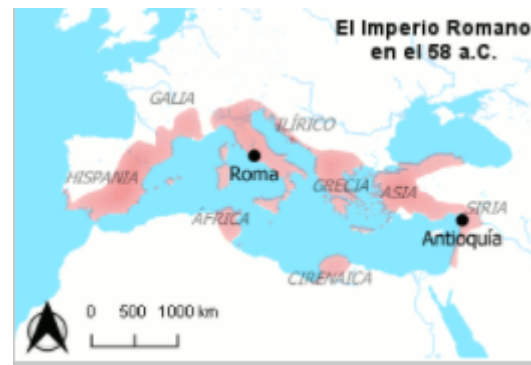 El Imperio Romano
en el 58 a.C.
GALIA
ILÍRICO
HISPANIA
Roma
GRECIA
ASIA
SIRIA
ÁFRICA
Antioquía
CIRENAICA
0 500 1000 km